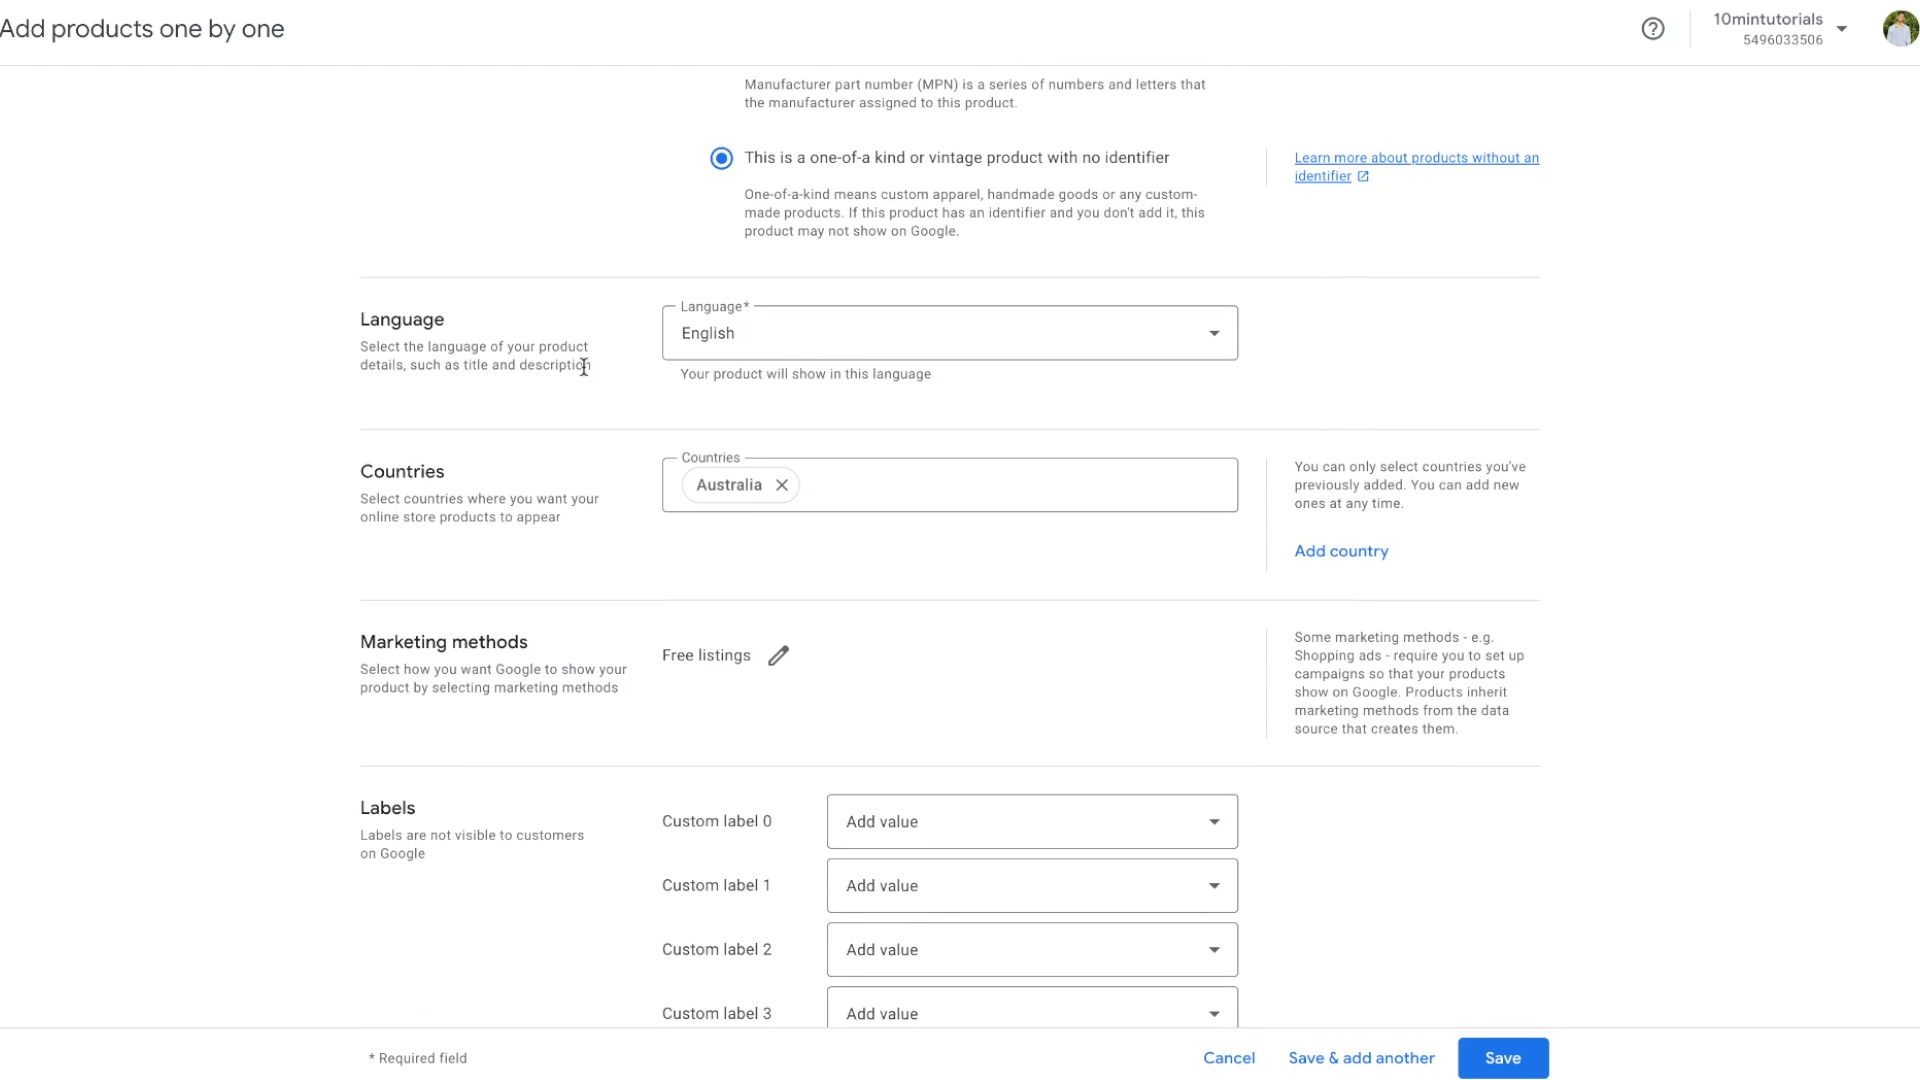 Add products one by one
10mintutorials
5496033506
Manufacturer part number (MPN) is a series of numbers and letters that
the manufacturer assigned to this product.
This is a one-of-a kind or vintage product with no identifier
Learn more about products without an
identifier
One-of-a-kind means custom apparel, handmade goods or any custom-
made products. If this product has an identifier and you don't add it, this
product may not show on Google.
Language
Select the language of your product
details, such as title and description
Language*
English
Your product will show in this language
Countries
Select countries where you want your
online store products to appear
Countries
Australia
You can only select countries you've
previously added. You can add new
ones at any time.
Add country
Marketing methods
Select how you want Google to show your
product by selecting marketing methods
Free listings
Some marketing methods - e.g.
Shopping ads - require you to set up
campaigns so that your products
show on Google. Products inherit
marketing methods from the data
source that creates them.
Labels
Labels are not visible to customers
on Google
Custom label 0
Add value
Custom label 1
Add value
Custom label 2
Add value
Custom label 3
Add value
* Required field
Cancel
Save & add another
Save